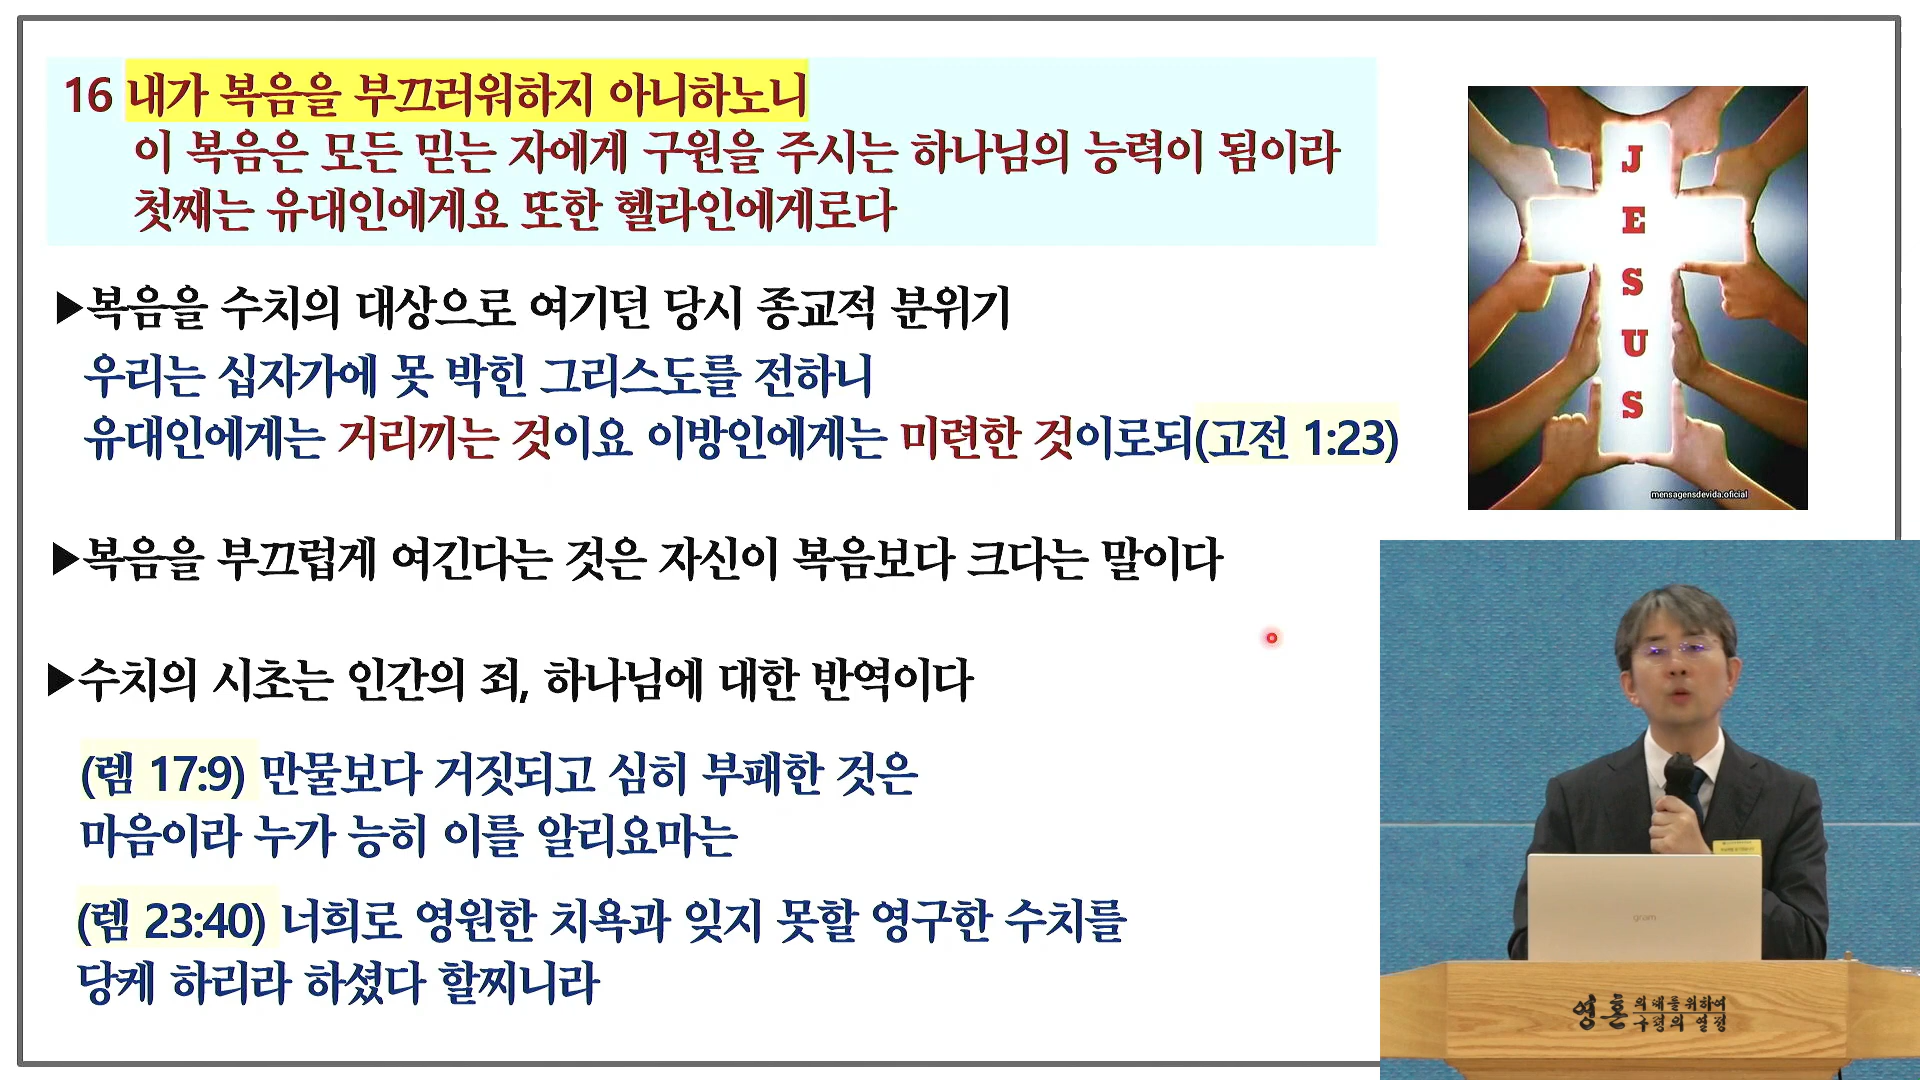 16 내가 복음을 부끄러워하지 아니하노니
이 복음은 모든 믿는 자에게 구원을 주시는 하나님의 능력이 됨이라
첫째는 유대인에게요 또한 헬라인에게로다
▶복음을 수치의 대상으로 여기던 당시 종교적 분위기
우리는 십자가에 못 박힌 그리스도를 전하니
유대인에게는 거리끼는 것이요 이방인에게는 미련한 것이로되(고전 1:23)
▶복음을 부끄럽게 여긴다는 것은 자신이 복음보다 크다는 말이다
▶수치의 시초는 인간의 죄, 하나님에 대한 반역이다
(렘 17:9) 만물보다 거짓되고 심히 부패한 것은
마음이라 누가 능히 이를 알리요마는
(렘 23:40) 너희로 영원한 치욕과 잊지 못할 영구한 수치를
당케 하리라 하셨다 할찌니라
J
E
S
U
S
mensagensdevida.oficial
gram
영혼 의 때를 위하여
구령의 열정